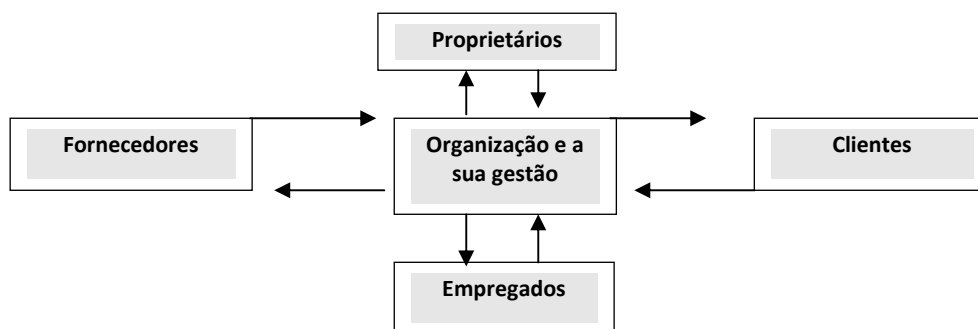 Proprietários
Fornecedores
Organização e a
sua gestão
Clientes
Empregados